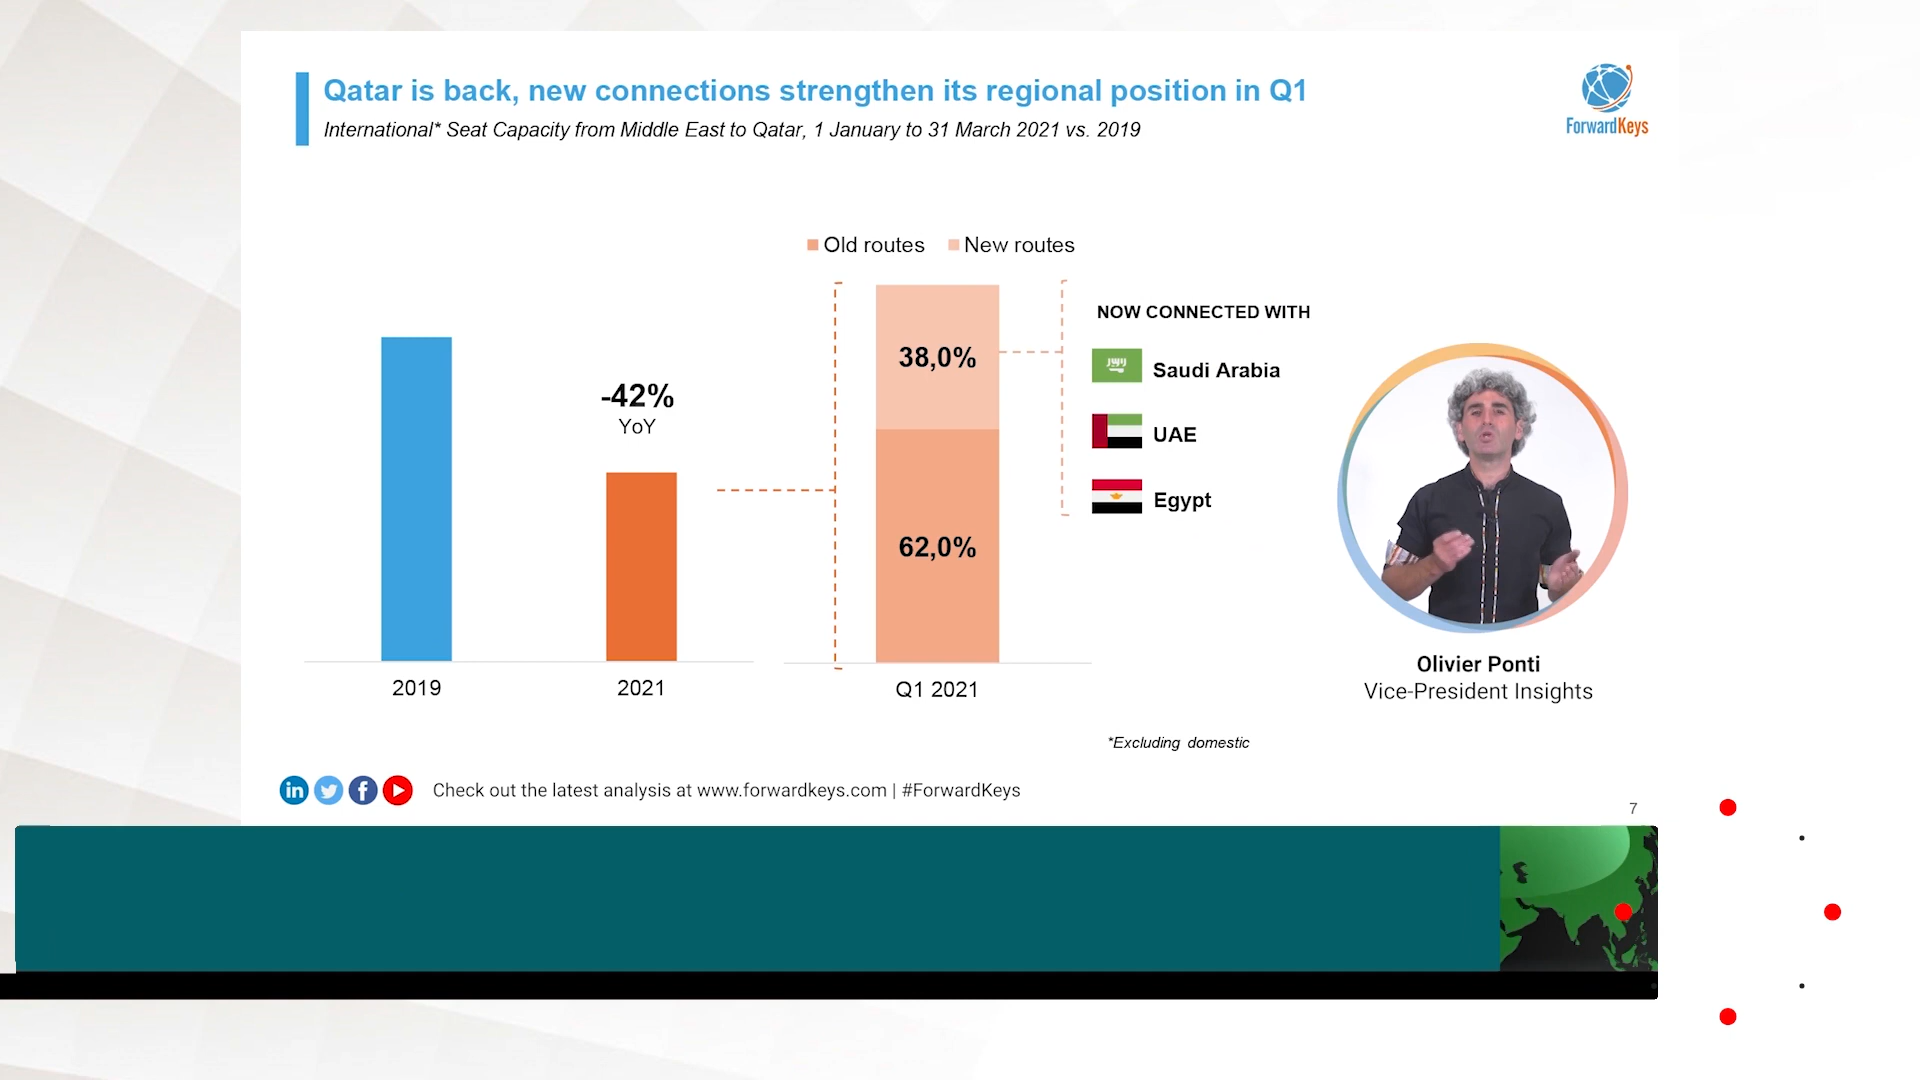 Qatar is back, new connections strengthen its regional position in Q1
International* Seat Capacity from Middle East to Qatar, 1 January to 31 March 2021 vs. 2019
ForwardKeys
Old routes New routes
NOW CONNECTED WITH
38,0%
Saudi Arabia
-42%
YoY
UAE
Egypt
62,0%
2019 2021 Q1 2021
Olivier Ponti
Vice-President Insights
*Excluding domestic
in Check out the latest analysis at www.forwardkeys.com | #ForwardKeys
7